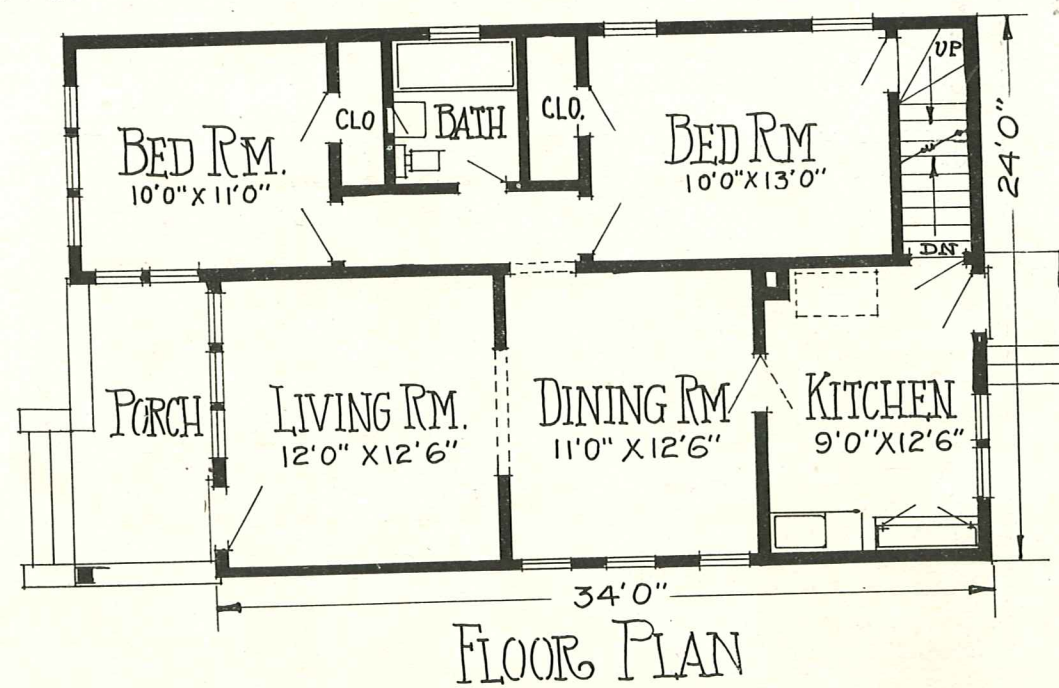 UP
CLO
BATH
CLO.
BED RM.
10'0" X 11'0"
BED RM
10'0" X 13'0"
24'0"
DN
PORCH
LIVING RM.
12'0" X 12'6"
DINING RM
11'0" X 12'6"
KITCHEN
9'0" X 12'6"
34'0"
FLOOR PLAN